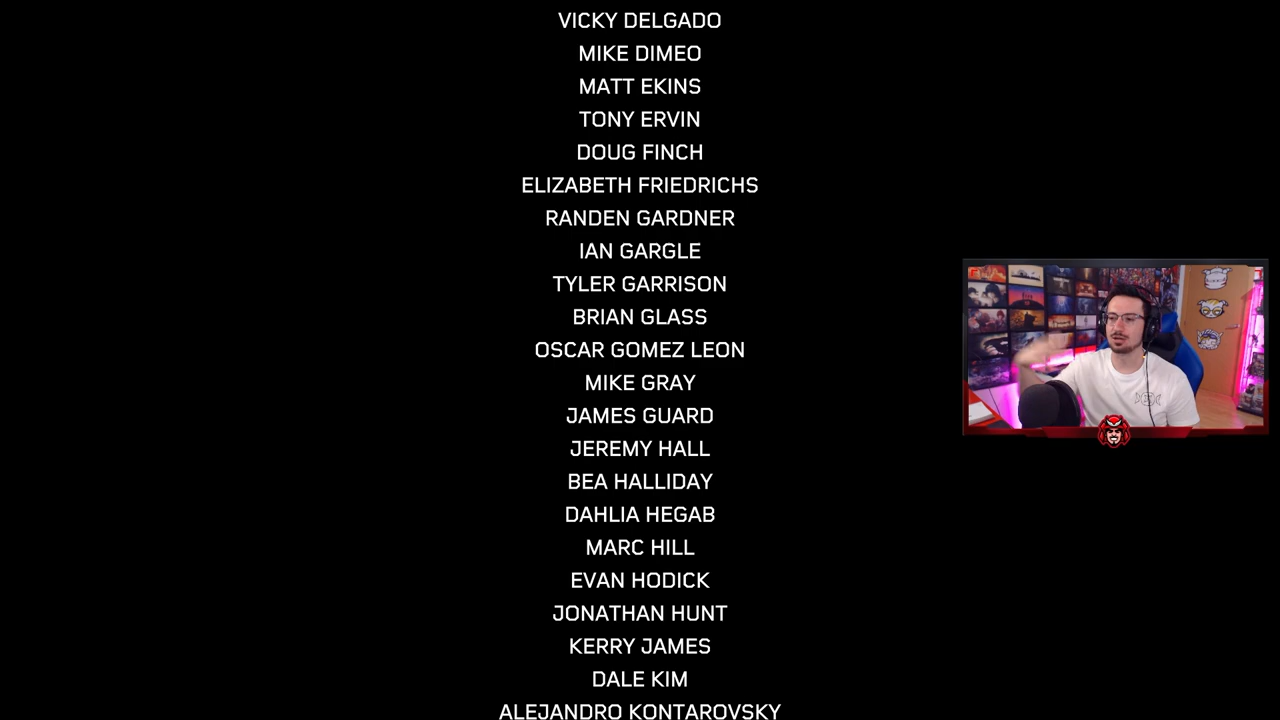 VICKY DELGADO
MIKE DIMEO
MATT EKINS
TONY ERVIN
DOUG FINCH
ELIZABETH FRIEDRICHS
RANDEN GARDNER
IAN GARGLE
TYLER GARRISON
BRIAN GLASS
OSCAR GOMEZ LEON
MIKE GRAY
JAMES GUARD
JEREMY HALL
BEA HALLIDAY
DAHLIA HEGAB
MARC HILL
EVAN HODICK
JONATHAN HUNT
KERRY JAMES
DALE KIM
ALEJANDRO KONTAROVSKY